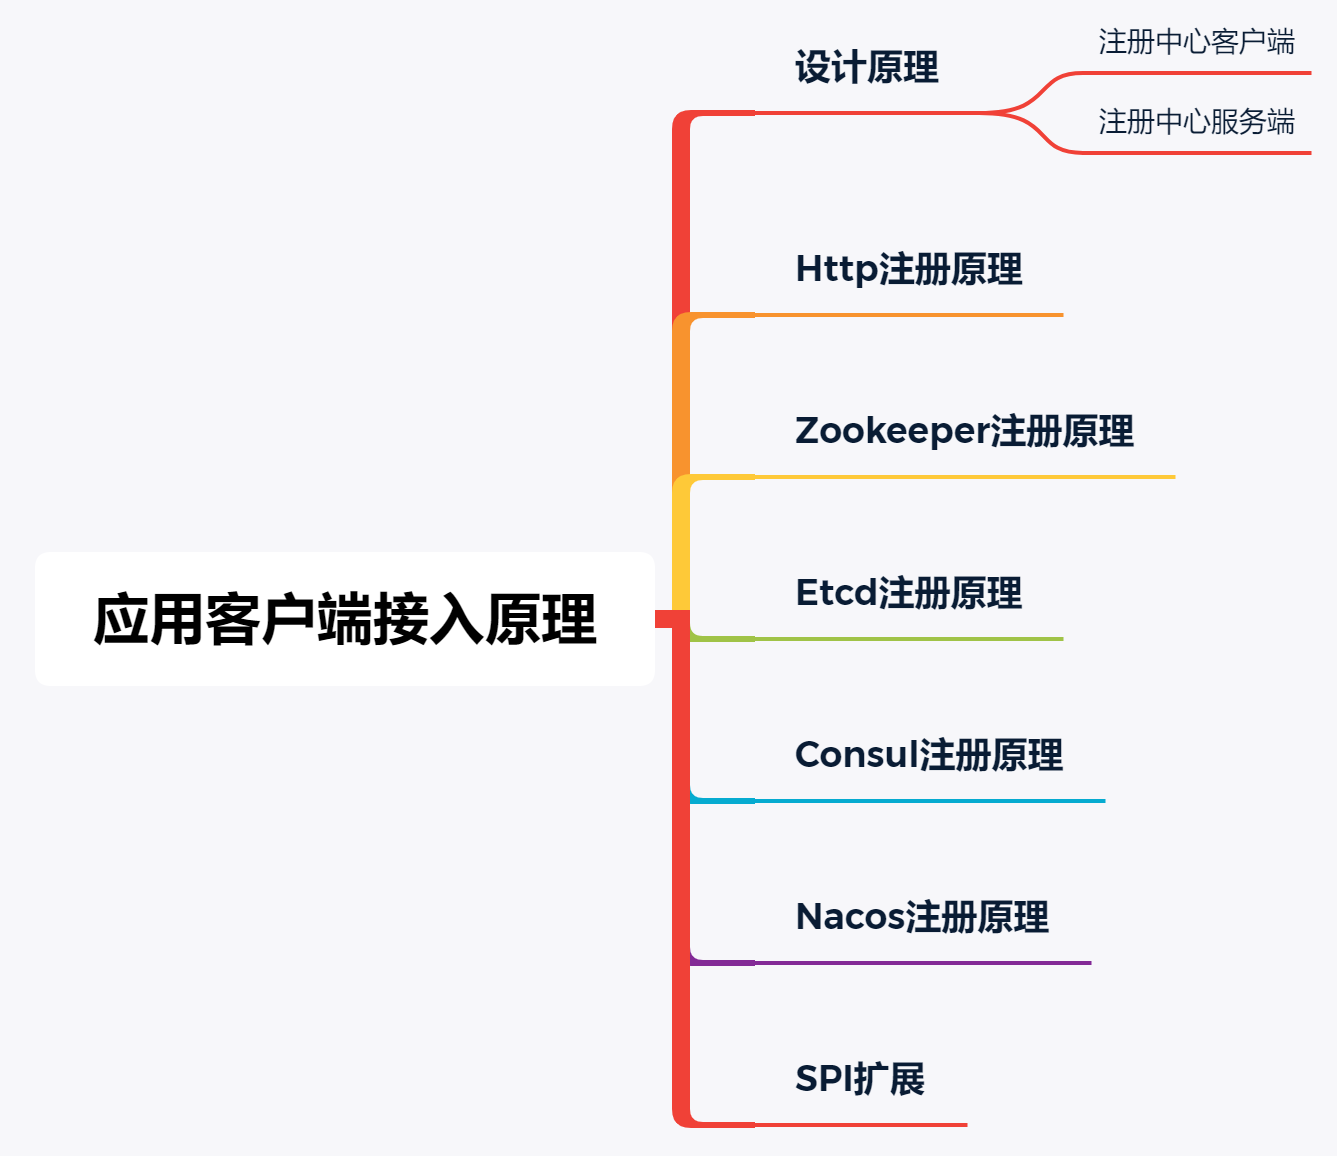 应用客户端接入原理
设计原理
注册中心客户端
注册中心服务端
Http注册原理
Zookeeper注册原理
Etcd注册原理
Consul注册原理
Nacos注册原理
SPI扩展